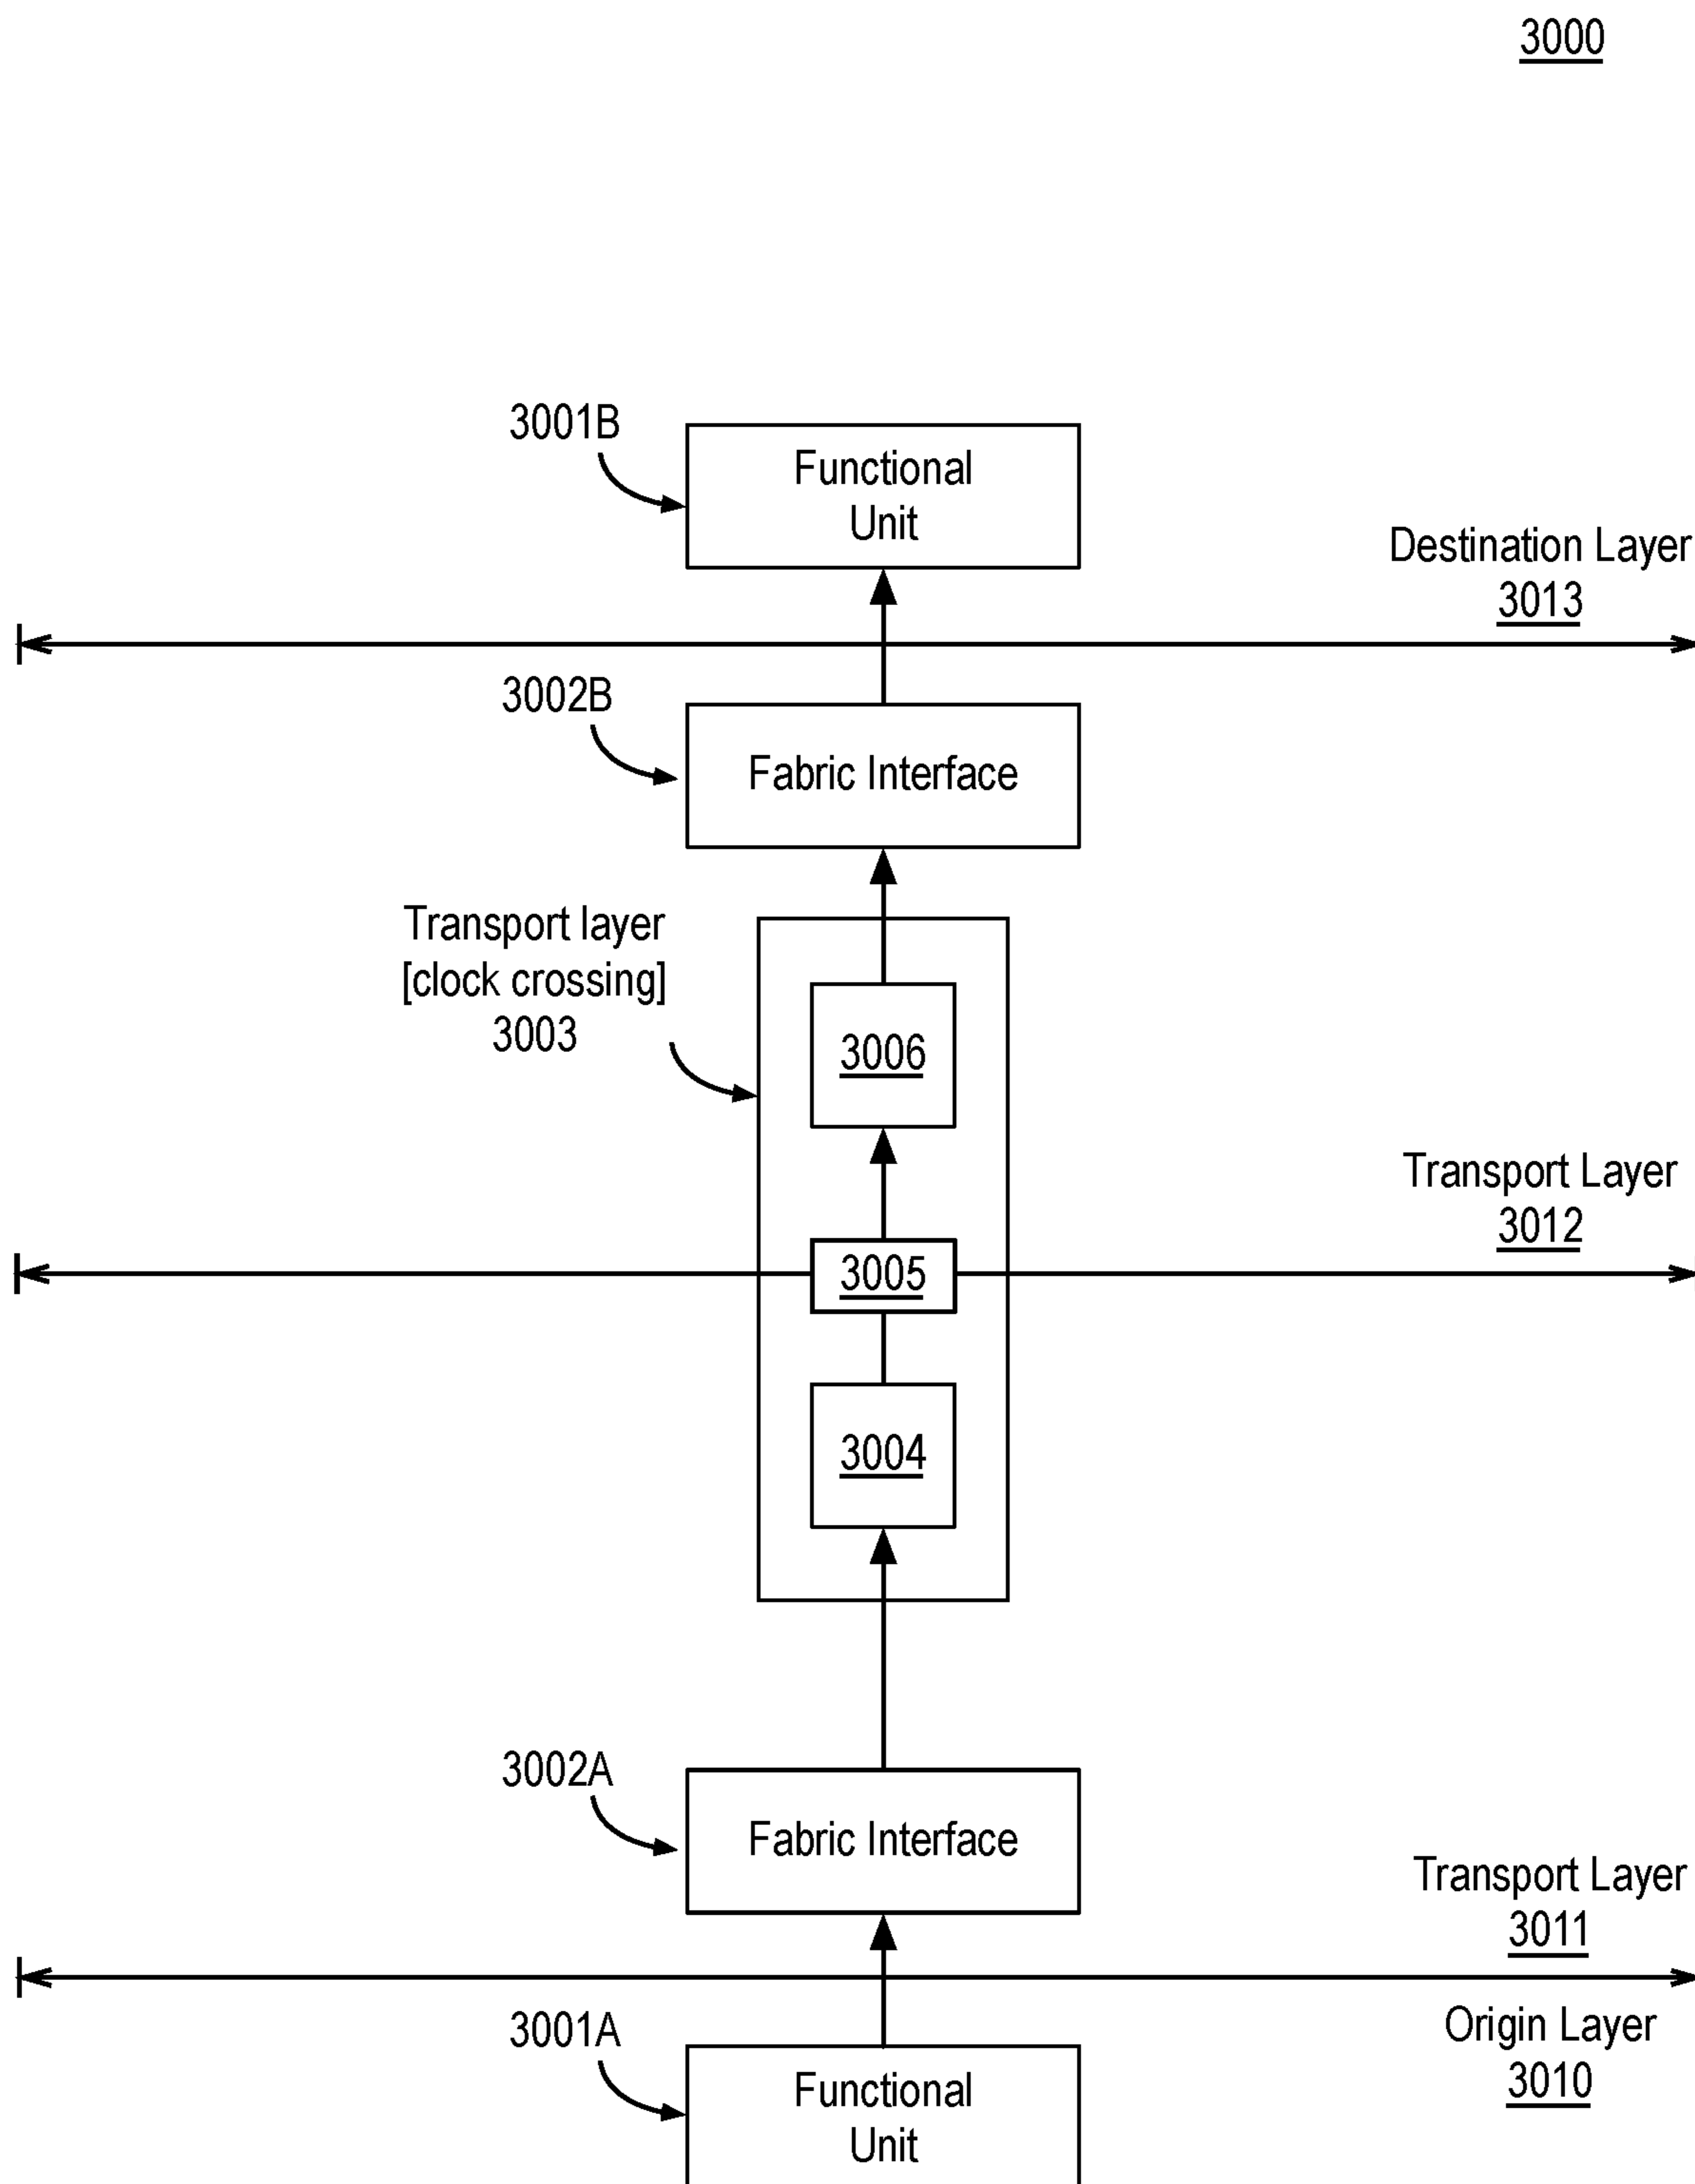 3000
3001B
Functional
Unit
Destination Layer
3013
3002B
Fabric Interface
Transport layer
[clock crossing]
3003
3006
Transport Layer
3012
3005
3004
3002A
Fabric Interface
Transport Layer
3011
Origin Layer
3010
3001A
Functional
Unit